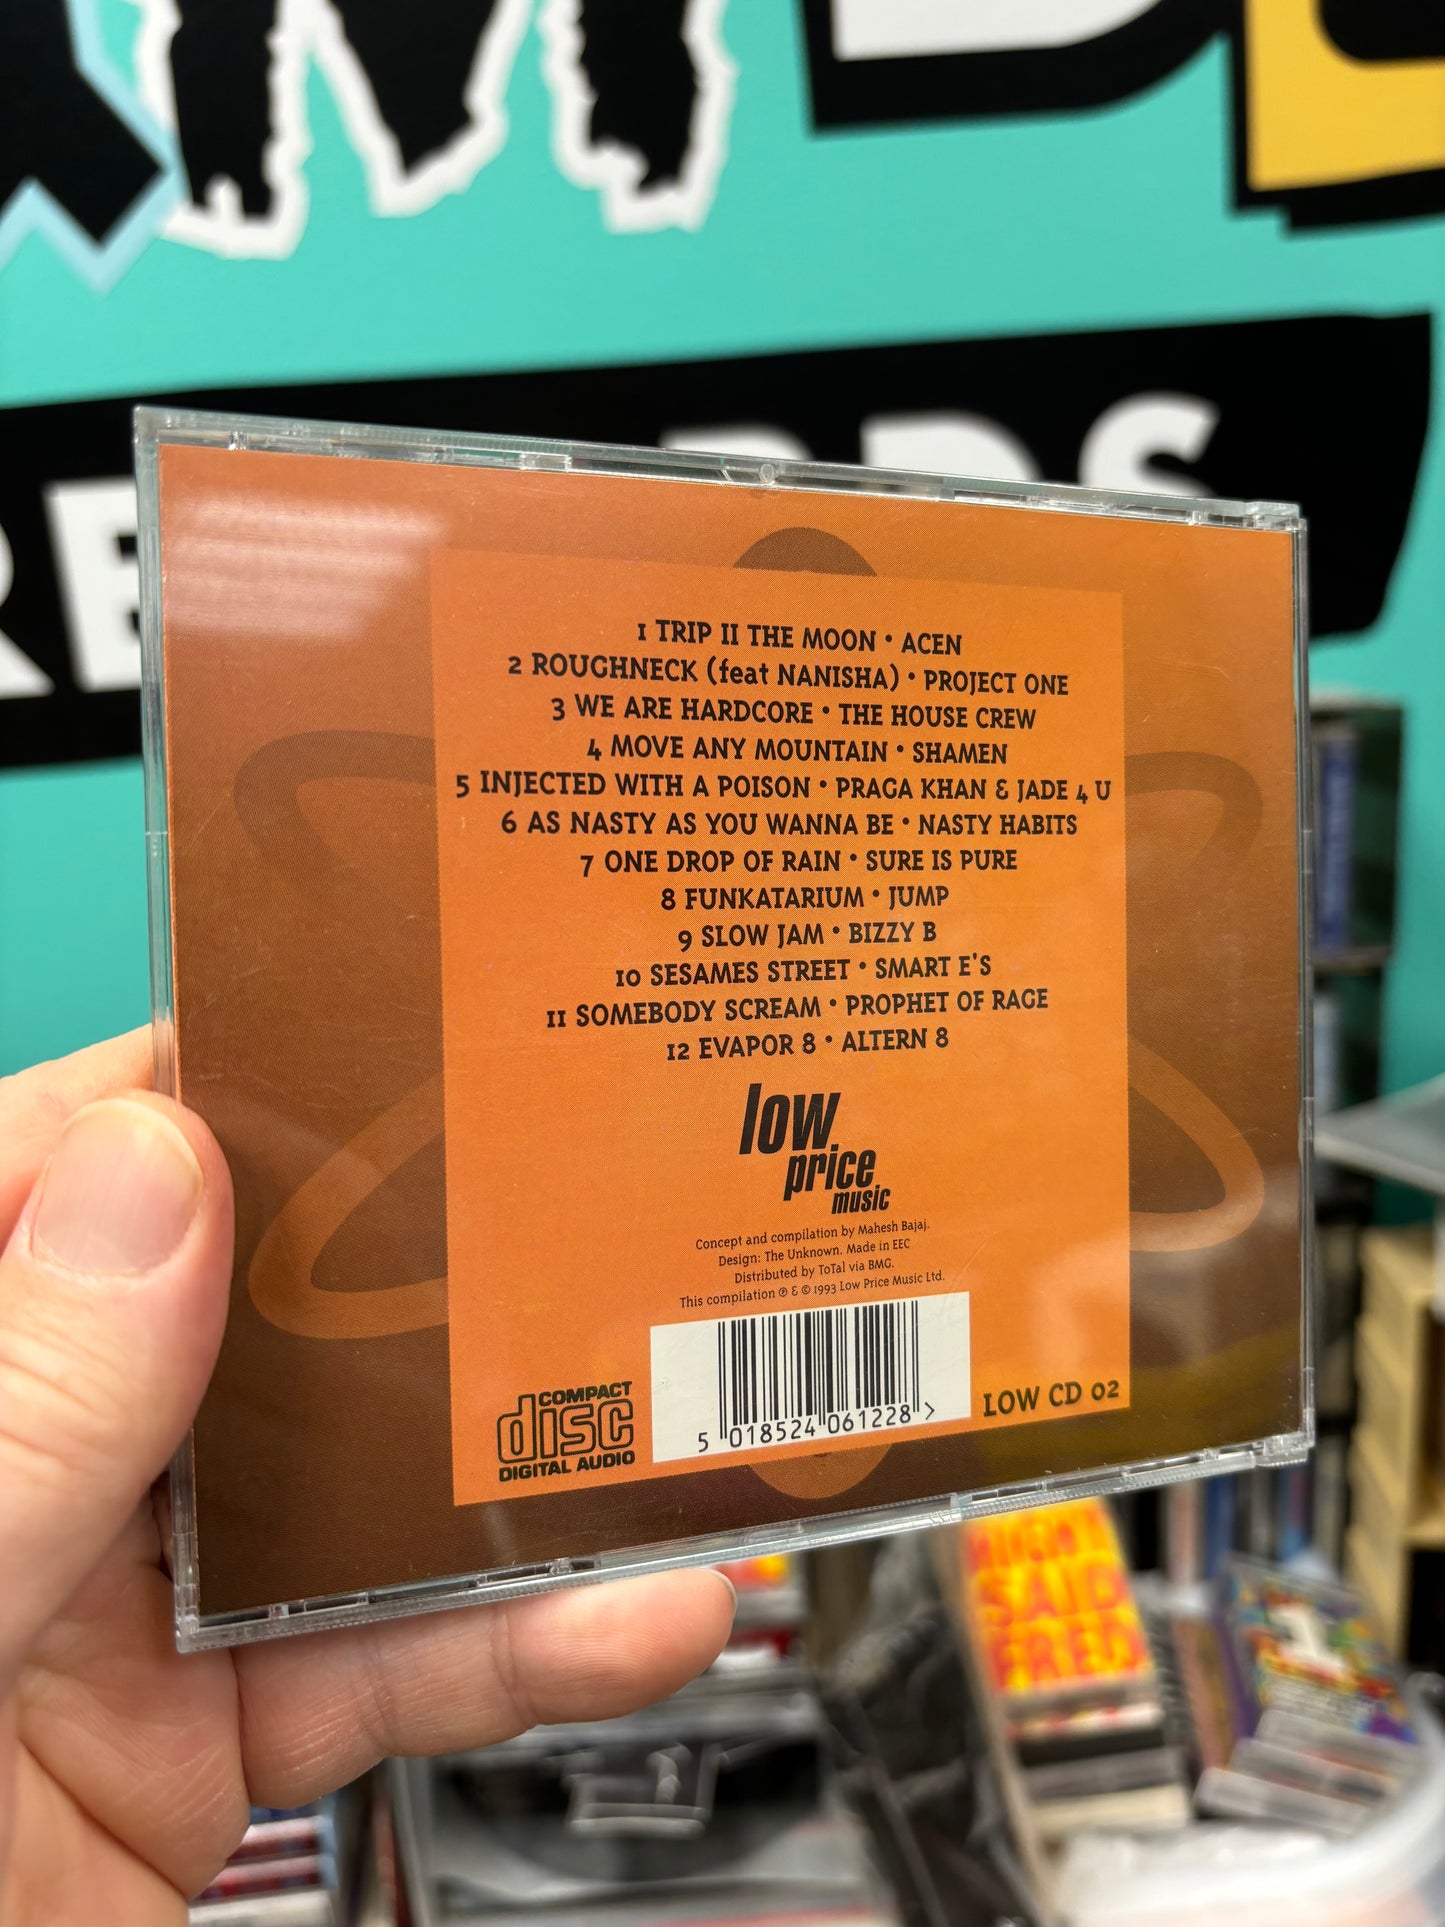 RDS
1 TRIP II THE MOON • ACEN
2 ROUGHNECK (feat NANISHA) • PROJECT ONE
3 WE ARE HARDCORE • THE HOUSE CREW
4 MOVE ANY MOUNTAIN • SHAMEN
5 INJECTED WITH A POISON • PRAGA KHAN & JADE 4 U
6 AS NASTY AS YOU WANNA BE • NASTY HABITS
7 ONE DROP OF RAIN • SURE IS PURE
8 FUNKATARIUM • JUMP
9 SLOW JAM • BIZZY B
10 SESAMES STREET • SMART E'S
11 SOMEBODY SCREAM • PROPHET OF RAGE
12 EVAPOR 8 • ALTERN 8
low
price
music
Concept and compilation by Mahesh Bajaj.
Design: The Unknown. Made in EEC
Distributed by ToTal via BMG.
This compilation ℗ & © 1993 Low Price Music Ltd.
COMPACT
disc
DIGITAL AUDIO
5 018524 061228 >
LOW CD 02
RIGHT
SAID
FRED